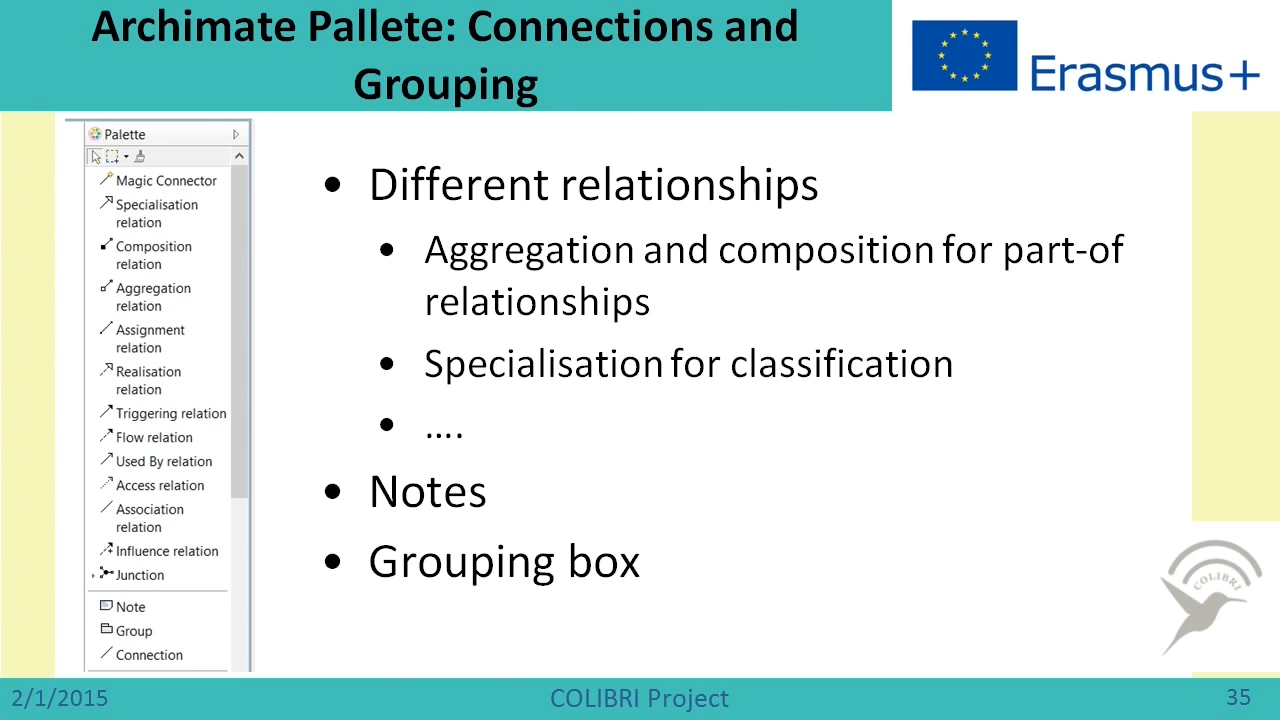 Archimate Pallete: Connections and
Grouping
Erasmus+
Palette
Magic Connector
Specialisation
relation
Composition
relation
Aggregation
relation
Assignment
relation
Realisation
relation
Triggering relation
Flow relation
Used By relation
Access relation
Association
relation
Influence relation
Junction
Note
Group
Connection
• Different relationships
• Aggregation and composition for part-of
relationships
• Specialisation for classification
• ....
• Notes
• Grouping box
COLIBRI
2/1/2015
COLIBRI Project
35